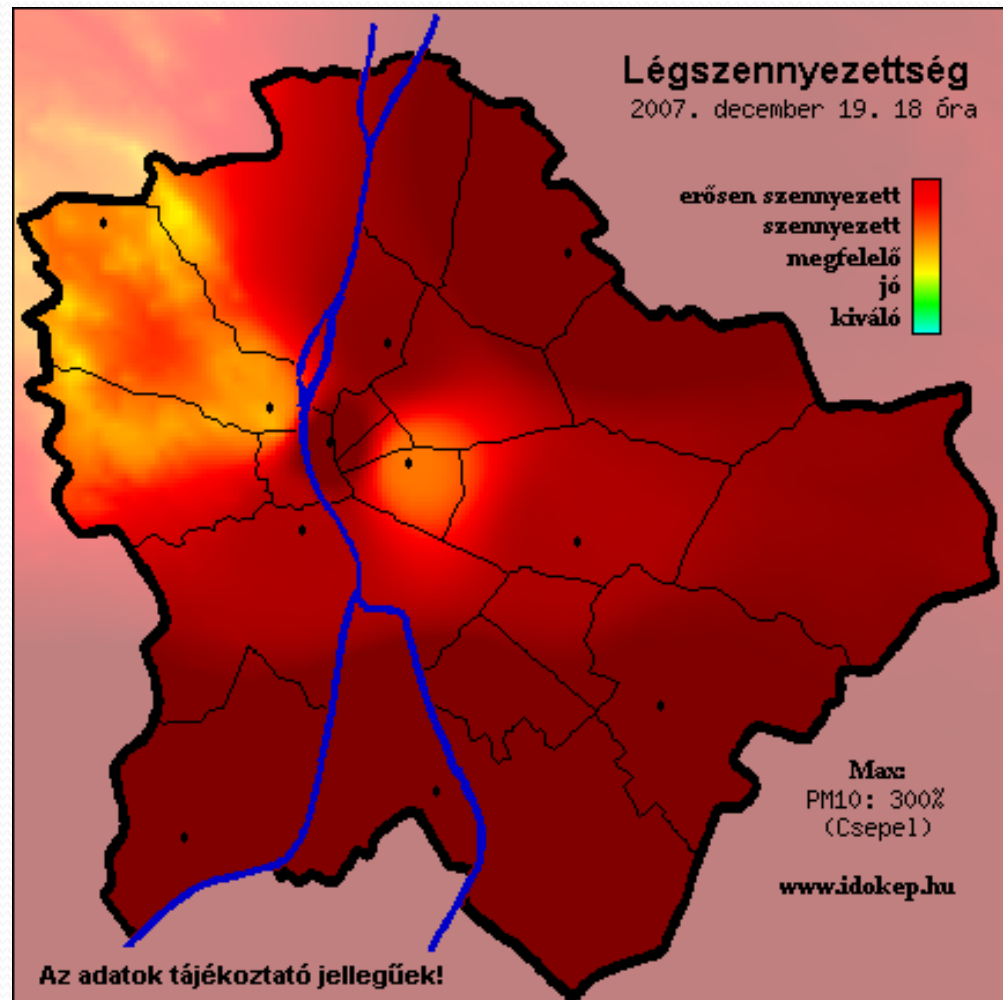 Légszennyezettség
2007. december 19. 18 óra
erősen szennyezett
szennyezett
megfelelő
jó
kiváló
Max:
PM10: 300%
(Csepel)
www.idokep.hu
Az adatok tájékoztató jellegűek!